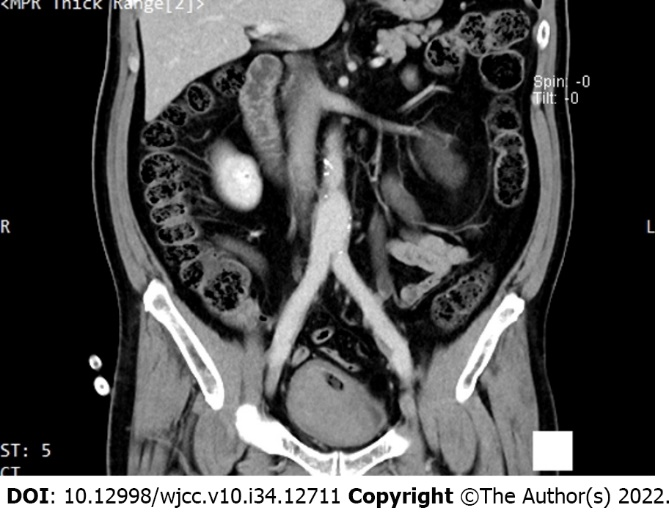 <MPR Thick Range[2]>
Spin: -0
Tilt: -0
R
L
ST: 5
CT
DOI: 10.12998/wjcc.v10.i34.12711 Copyright ©The Author(s) 2022.